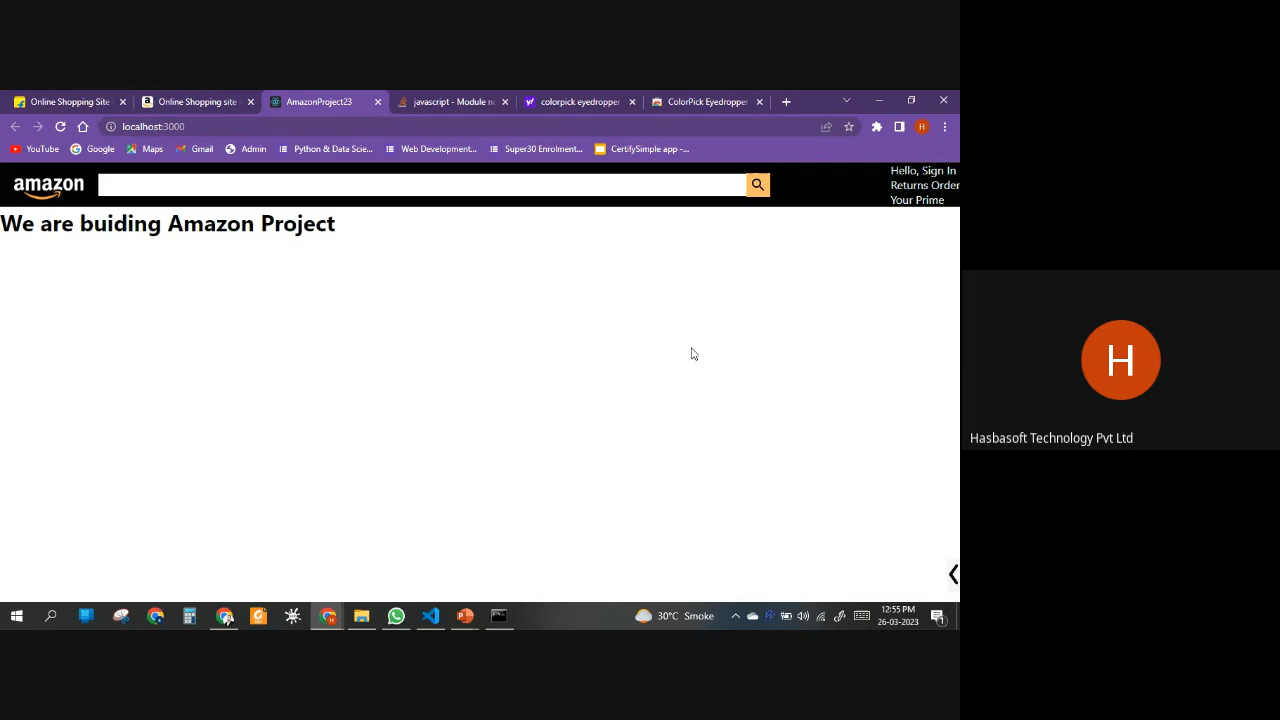 Online Shopping Site
Online Shopping site
AmazonProject23
javascript - Module n
colorpick eyedropper
ColorPick Eyedropper
localhost:3000
H
YouTube
Google
Maps
Gmail
Admin
Python & Data Scie...
Web Development...
Super30 Enrolment...
CertifySimple app -...
amazon
Hello, Sign In
Returns Order
Your Prime
We are buiding Amazon Project
H
Hasbasoft Technology Pvt Ltd
30°C Smoke
12:55 PM
26-03-2023